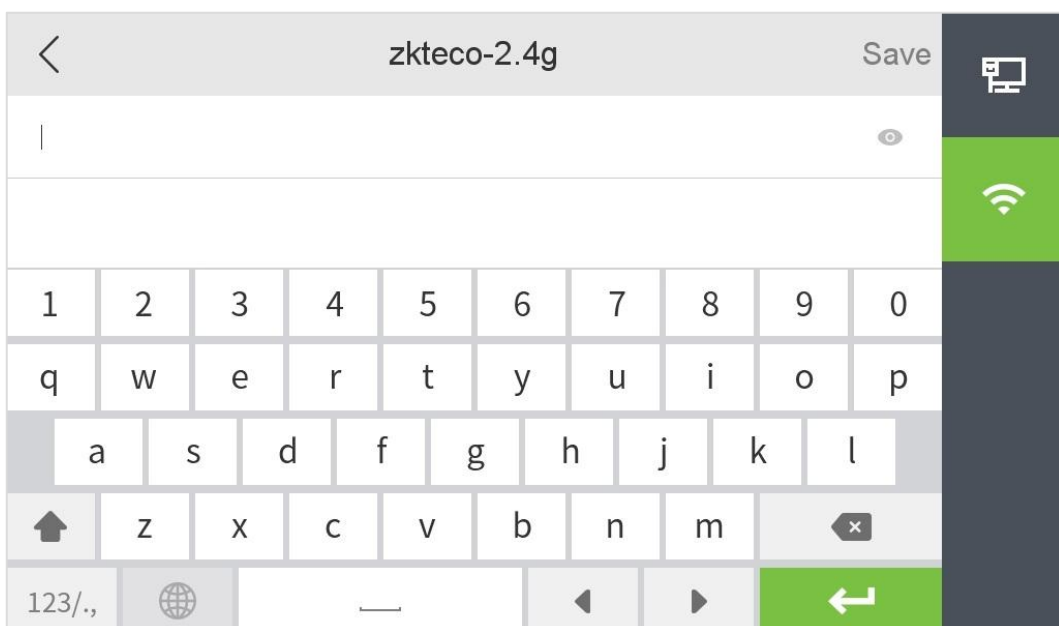 zkteco-2.4g Save
1 2 3 4 5 6 7 8 9 0
q w e r t y u i o p
a s d f g h j k l
z x c v b n m
123/.,